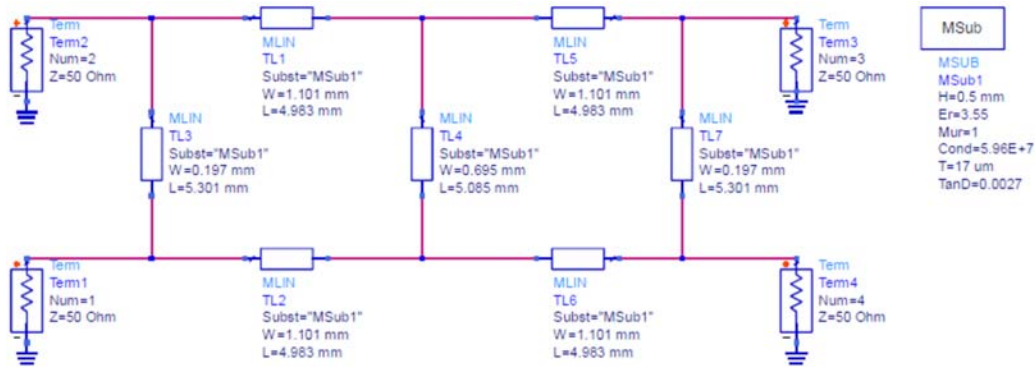 Term
Term2
Num=2
Z=50 Ohm
MLIN
TL1
Subst="MSub1"
W=1.101 mm
L=4.983 mm
MLIN
TL5
Subst="MSub1"
W=1.101 mm
L=4.983 mm
Term
Term3
Num=3
Z=50 Ohm
MSub
MSUB
MSub1
H=0.5 mm
Er=3.55
Mur=1
Cond=5.96E+7
T=17 um
TanD=0.0027
MLIN
TL3
Subst="MSub1"
W=0.197 mm
L=5.301 mm
MLIN
TL4
Subst="MSub1"
W=0.695 mm
L=5.085 mm
MLIN
TL7
Subst="MSub1"
W=0.197 mm
L=5.301 mm
Term
Term1
Num=1
Z=50 Ohm
MLIN
TL2
Subst="MSub1"
W=1.101 mm
L=4.983 mm
MLIN
TL6
Subst="MSub1"
W=1.101 mm
L=4.983 mm
Term
Term4
Num=4
Z=50 Ohm